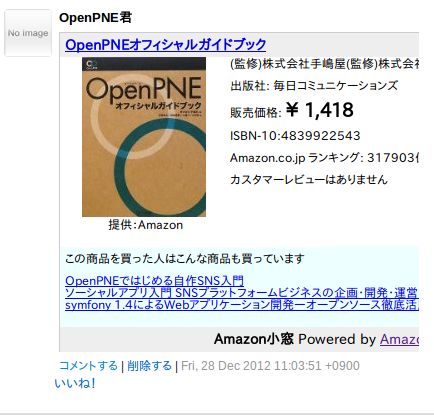 No image
OpenPNE君
OpenPNEオフィシャルガイドブック
OpenPNE
オフィシャルガイドブック
(監修)株式会社手嶋屋(監修)株式会社
出版社: 毎日コミュニケーションズ
販売価格: ¥ 1,418
ISBN-10:4839922543
Amazon.co.jp ランキング: 317903
カスタマーレビューはありません
提供：Amazon
この商品を買った人はこんな商品も買っています
OpenPNEではじめる自作SNS入門
ソーシャルアプリ入門 SNSプラットフォームビジネスの企画・開発・運営
symfony 1.4によるWebアプリケーション開発ーオープンソース徹底活
Amazon小窓 Powered by Amazo
コメントする | 削除する | Fri, 28 Dec 2012 11:03:51 +0900
いいね！